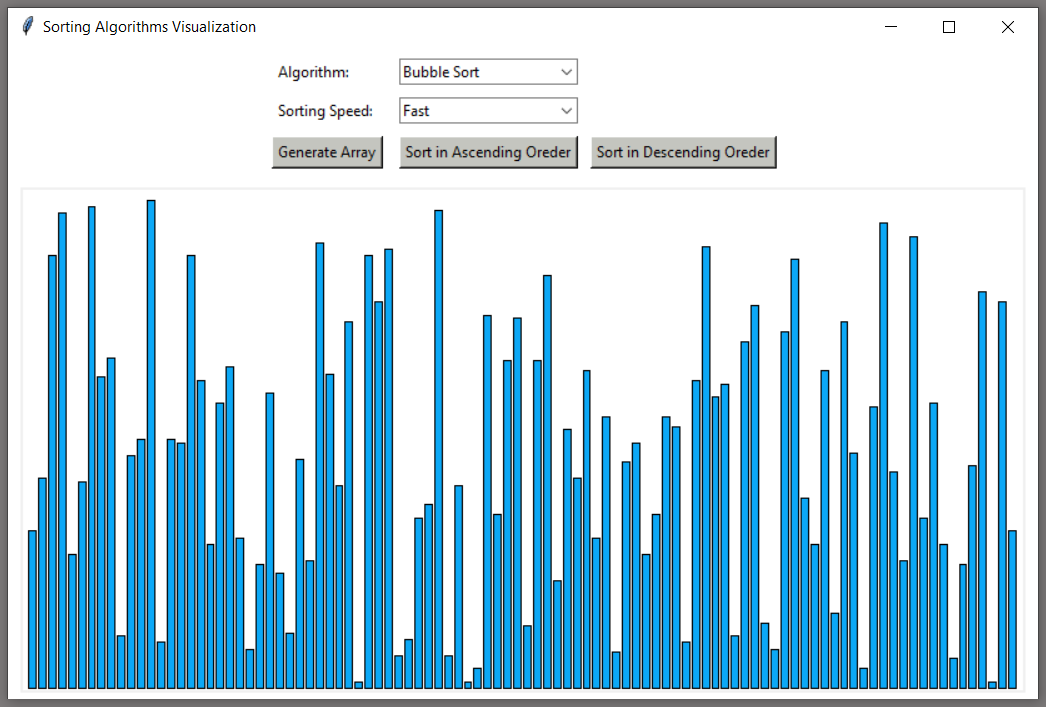 Sorting Algorithms Visualization
Algorithm: Bubble Sort
Sorting Speed: Fast
Generate Array Sort in Ascending Oreder Sort in Descending Oreder